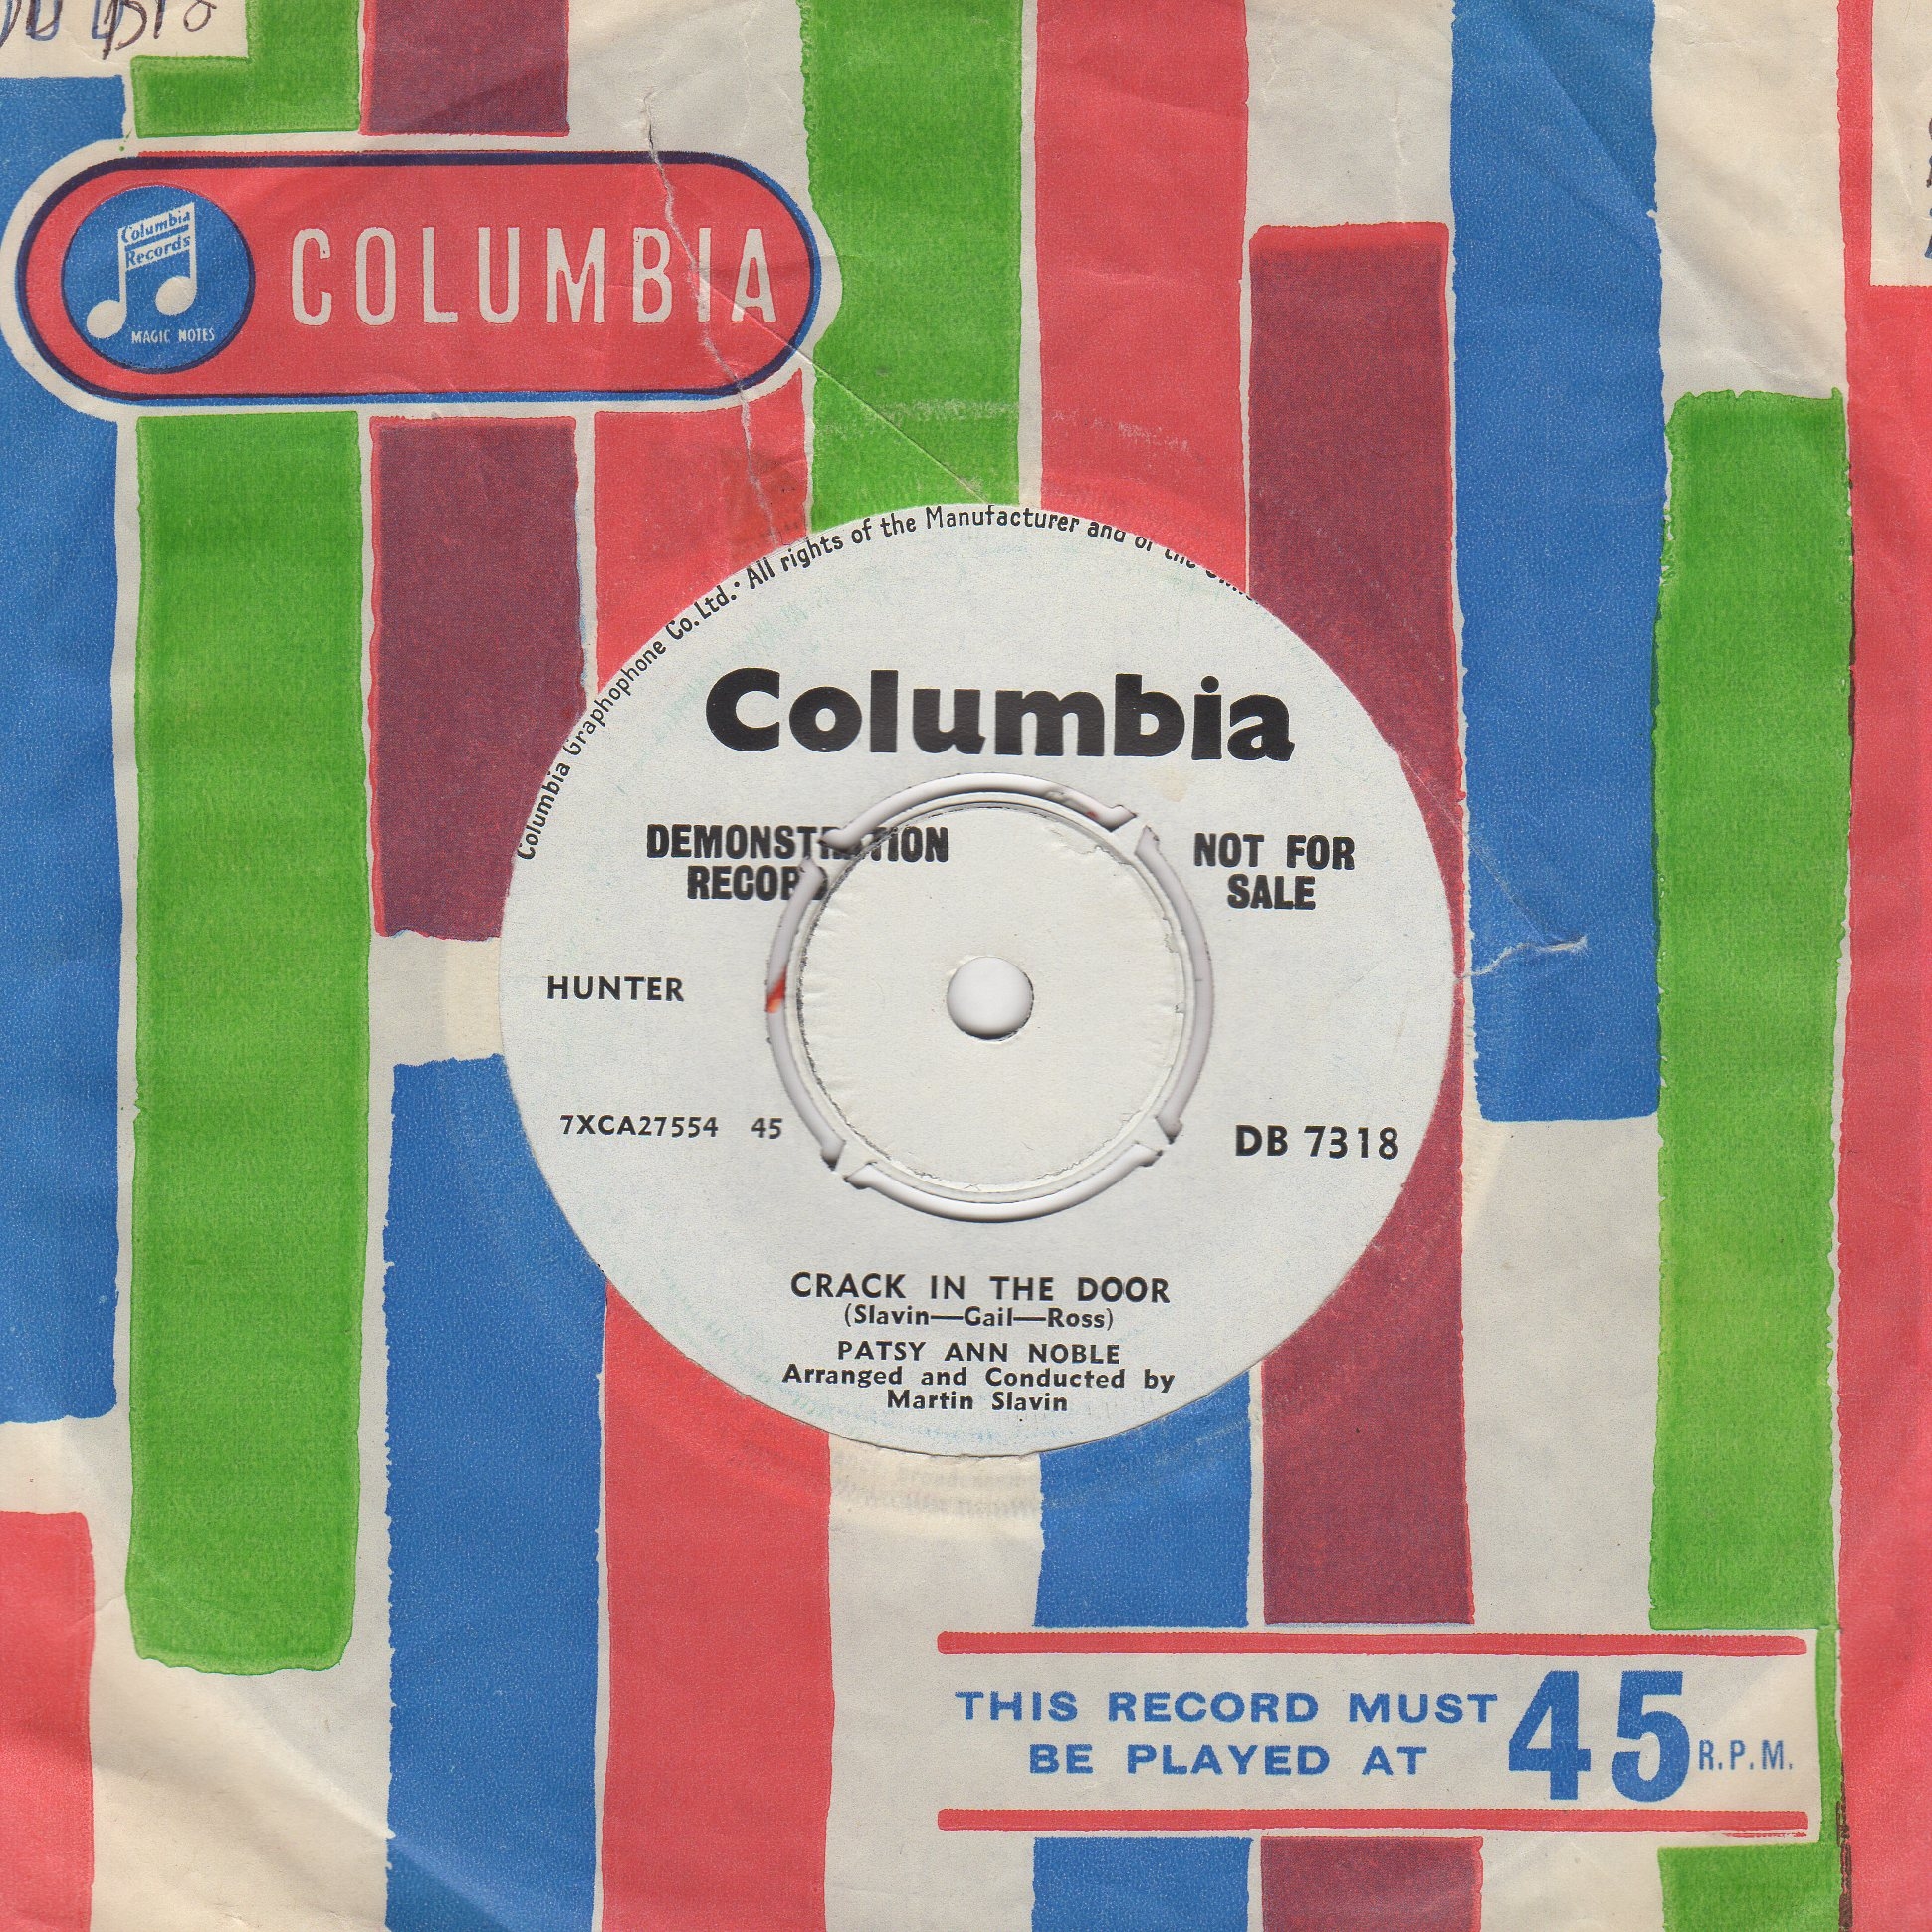 Columbia
Records
MAGIC NOTES
COLUMBIA
Columbia Graphophone Co. Ltd. All rights of the Manufacturer and of the
Columbia
DEMONSTRATION NOT FOR
RECORD SALE
HUNTER
7XCA27554 45 DB 7318
CRACK IN THE DOOR
(Slavin—Gail—Ross)
PATSY ANN NOBLE
Arranged and Conducted by
Martin Slavin
THIS RECORD MUST
BE PLAYED AT 45 R.P.M.